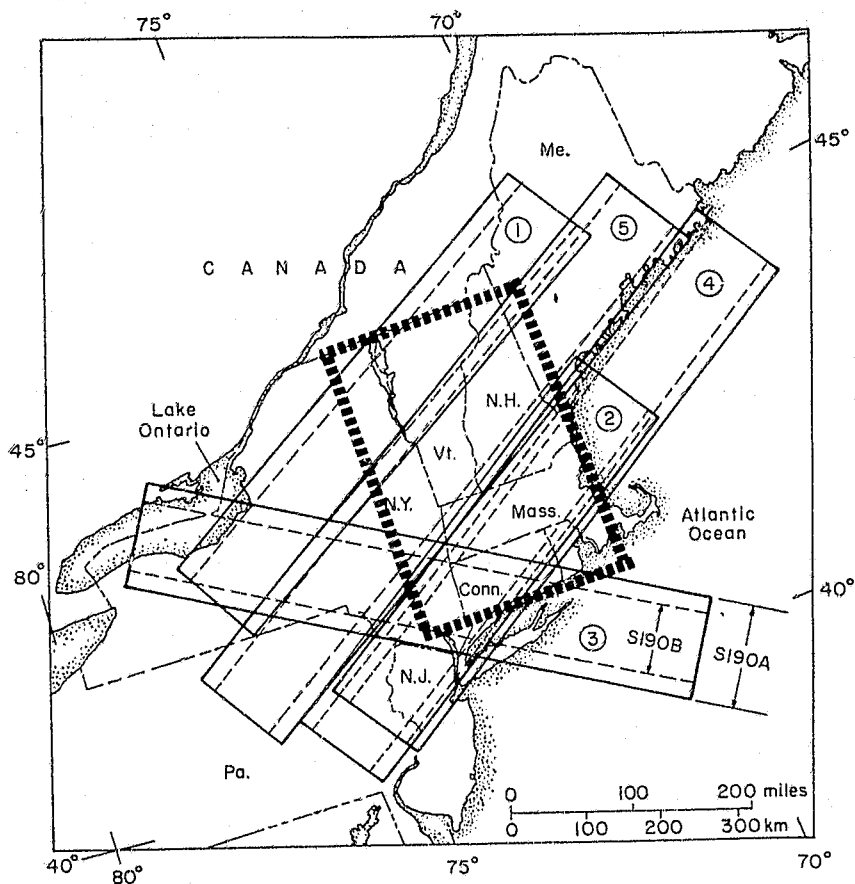 75°
70°
45°
Me.
①
⑤
④
CANADA
Lake
Ontario
N.H.
②
Vt.
45°
N.Y.
Mass.
Atlantic
Ocean
80°
Conn.
40°
③
S190B
S190A
N.J.
Pa.
0 100 200 miles
0 100 200 300 km
40°
80°
75°
70°